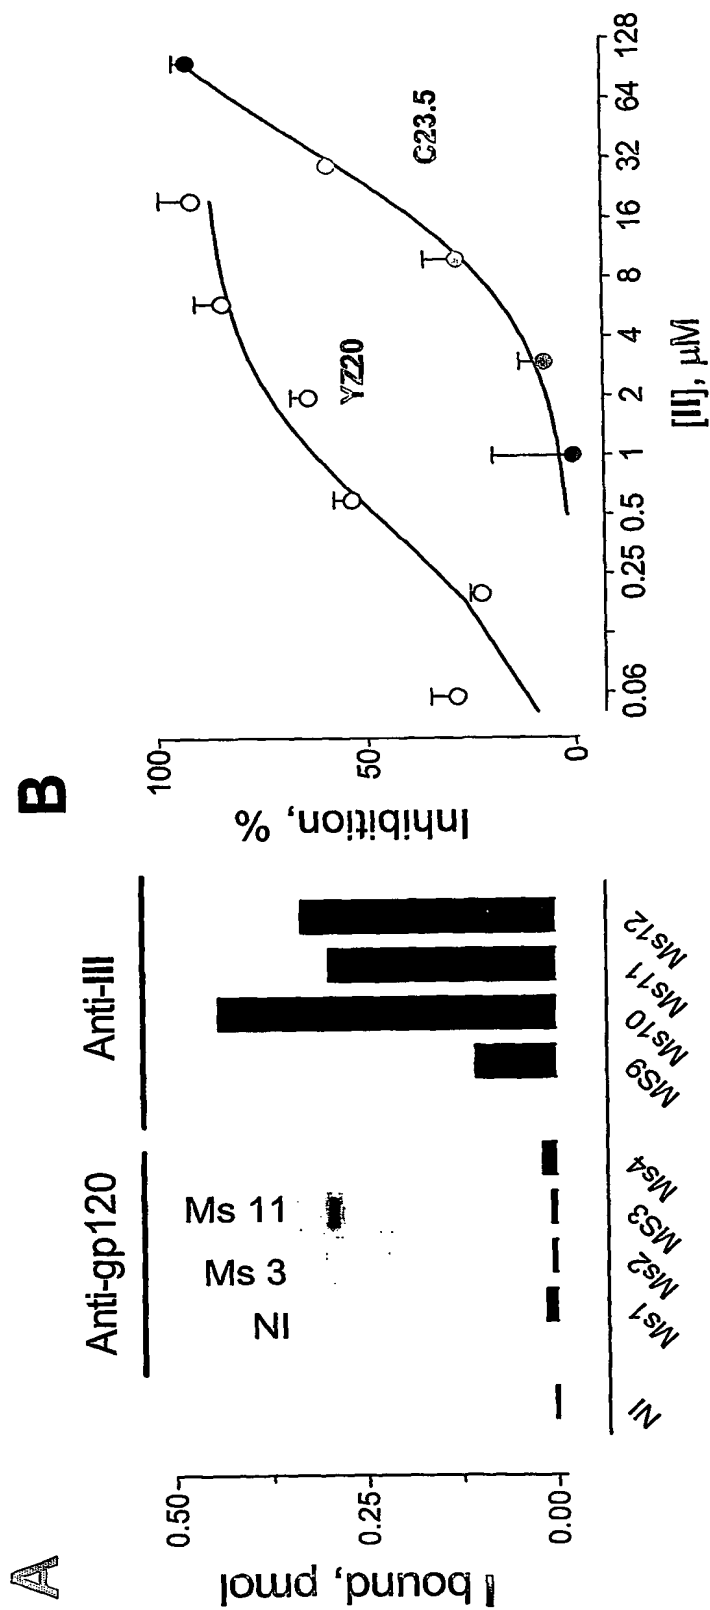 A
Anti-gp120
Anti-III
0.50
0.25
0.00
I bound, pmol
NI
Ms 3
Ms 11
NI
Ms1
Ms2
MS3
Ms4
MS9
Ms10
Ms11
Ms12
B
100
50
0
Inhibition, %
YZ20
C23.5
0.06
0.25
0.5
1
2
4
8
16
32
64
128
[II], µM